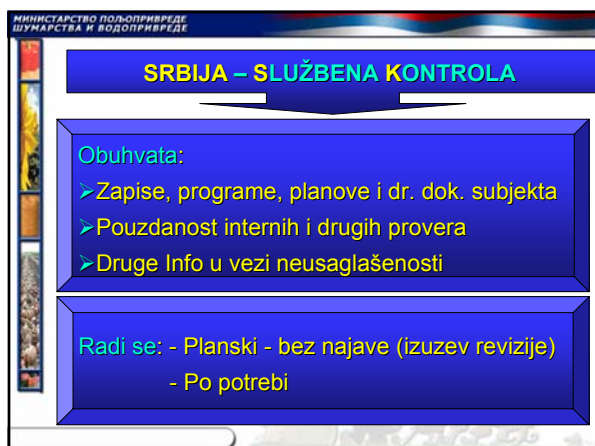 МИНИСТАРСТВО ПОЉОПРИВРЕДЕ
ШУМАРСТВА И ВОДОПРИВРЕДЕ
SRBIJA – SLUŽBENA KONTROLA
Obuhvata:
➢Zapise, programe, planove i dr. dok. subjekta
➢Pouzdanost internih i drugih provera
➢Druge Info u vezi neusaglašenosti
Radi se: - Planski - bez najave (izuzev revizije)
- Po potrebi